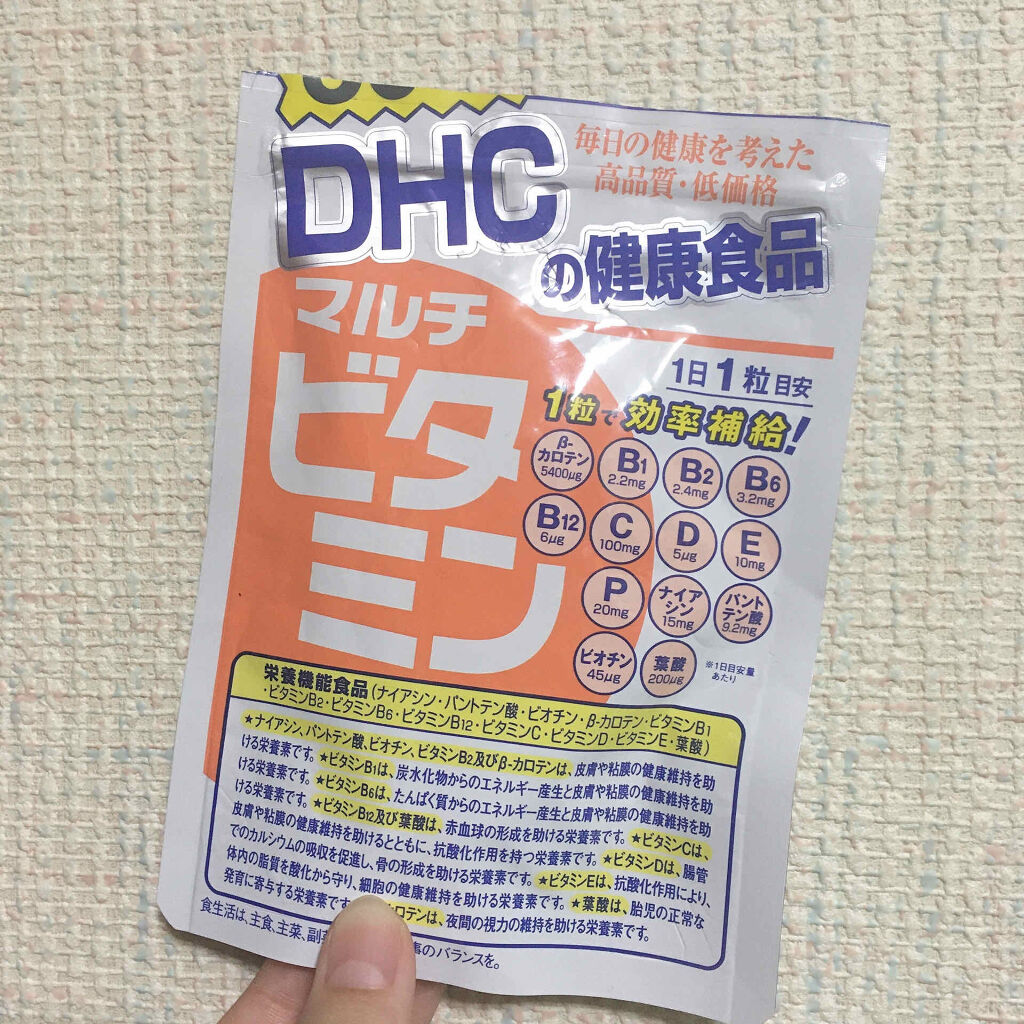 DHC
毎日の健康を考えた
高品質・低価格
の健康食品
マルチ
ビタ
ミン
1日1粒目安
1粒で効率補給!
β-
カロテン
5400μg
B1
2.2mg
B2
2.4mg
B6
3.2mg
B12
6μg
C
100mg
D
5μg
E
10mg
P
20mg
ナイア
シン
15mg
パント
テン酸
9.2mg
ビオチン
45μg
葉酸
200μg
※1日目安量
あたり
栄養機能食品(ナイアシン・パントテン酸・ビオチン・β-カロテン・ビタミンB1
・ビタミンB2・ビタミンB6・ビタミンB12・ビタミンC・ビタミンD・ビタミンE・葉酸)
★ナイアシン、パントテン酸、ビオチン、ビタミンB2及びβ-カロテンは、皮膚や粘膜の健康維持を助
ける栄養素です。★ビタミンB1は、炭水化物からのエネルギー産生と皮膚や粘膜の健康維持を助
ける栄養素です。★ビタミンB6は、たんぱく質からのエネルギー産生と皮膚や粘膜の健康維持を助
ける栄養素です。★ビタミンB12及び葉酸は、赤血球の形成を助ける栄養素です。★ビタミンCは、
皮膚や粘膜の健康維持を助けるとともに、抗酸化作用を持つ栄養素です。★ビタミンDは、腸管
でのカルシウムの吸収を促進し、骨の形成を助ける栄養素です。★ビタミンEは、抗酸化作用により、
体内の脂質を酸化から守り、細胞の健康維持を助ける栄養素です。★葉酸は、胎児の正常な
発育に寄与する栄養素です。 カロテンは、夜間の視力の維持を助ける栄養素です。
食生活は、主食、主菜、副 事のバランスを。